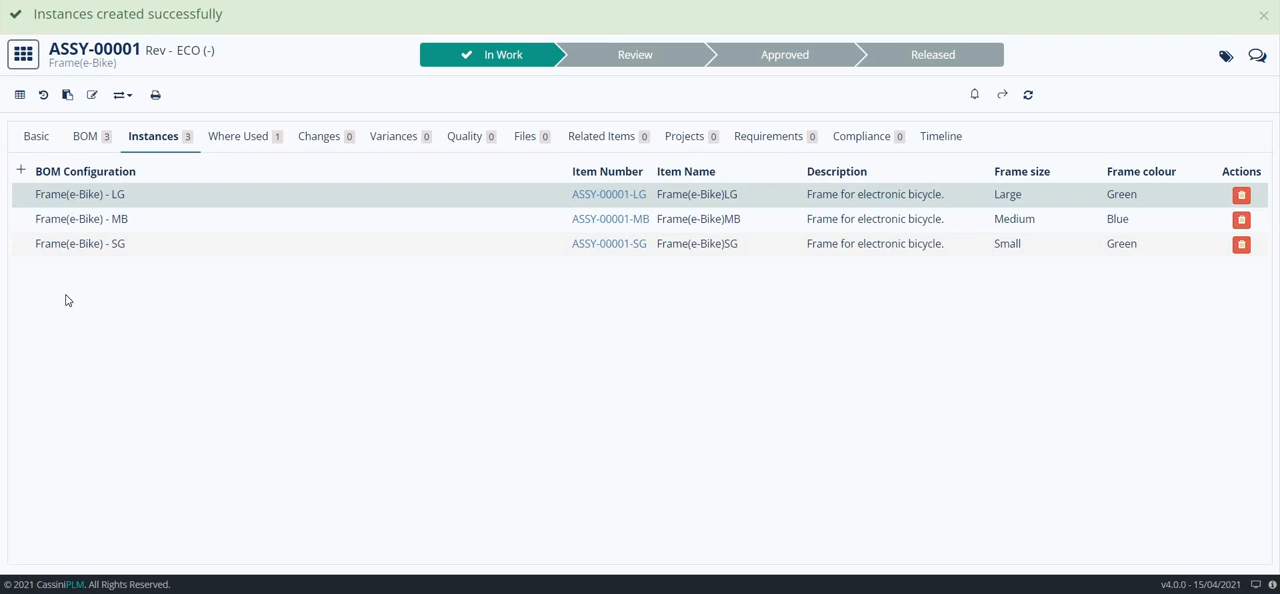 Instances created successfully
ASSY-00001 Rev - ECO (-)
Frame(e-Bike)
In Work Review Approved Released
Basic BOM 3 Instances 3 Where Used 1 Changes 0 Variances 0 Quality 0 Files 0 Related Items 0 Projects 0 Requirements 0 Compliance 0 Timeline
BOM Configuration Item Number Item Name Description Frame size Frame colour Actions
Frame(e-Bike) - LG ASSY-00001-LG Frame(e-Bike)LG Frame for electronic bicycle. Large Green
Frame(e-Bike) - MB ASSY-00001-MB Frame(e-Bike)MB Frame for electronic bicycle. Medium Blue
Frame(e-Bike) - SG ASSY-00001-SG Frame(e-Bike)SG Frame for electronic bicycle. Small Green
© 2021 CassiniPLM. All Rights Reserved. v4.0.0 - 15/04/2021